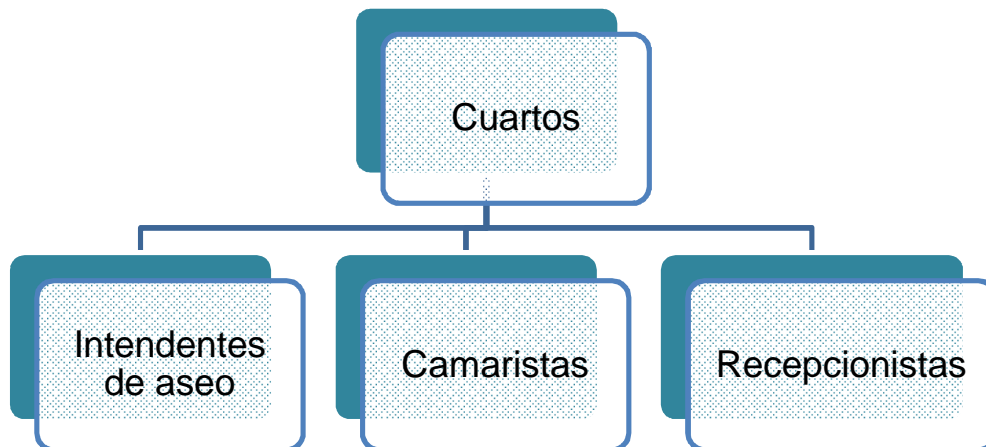 Cuartos
Intendentes
de aseo
Camaristas
Recepcionistas